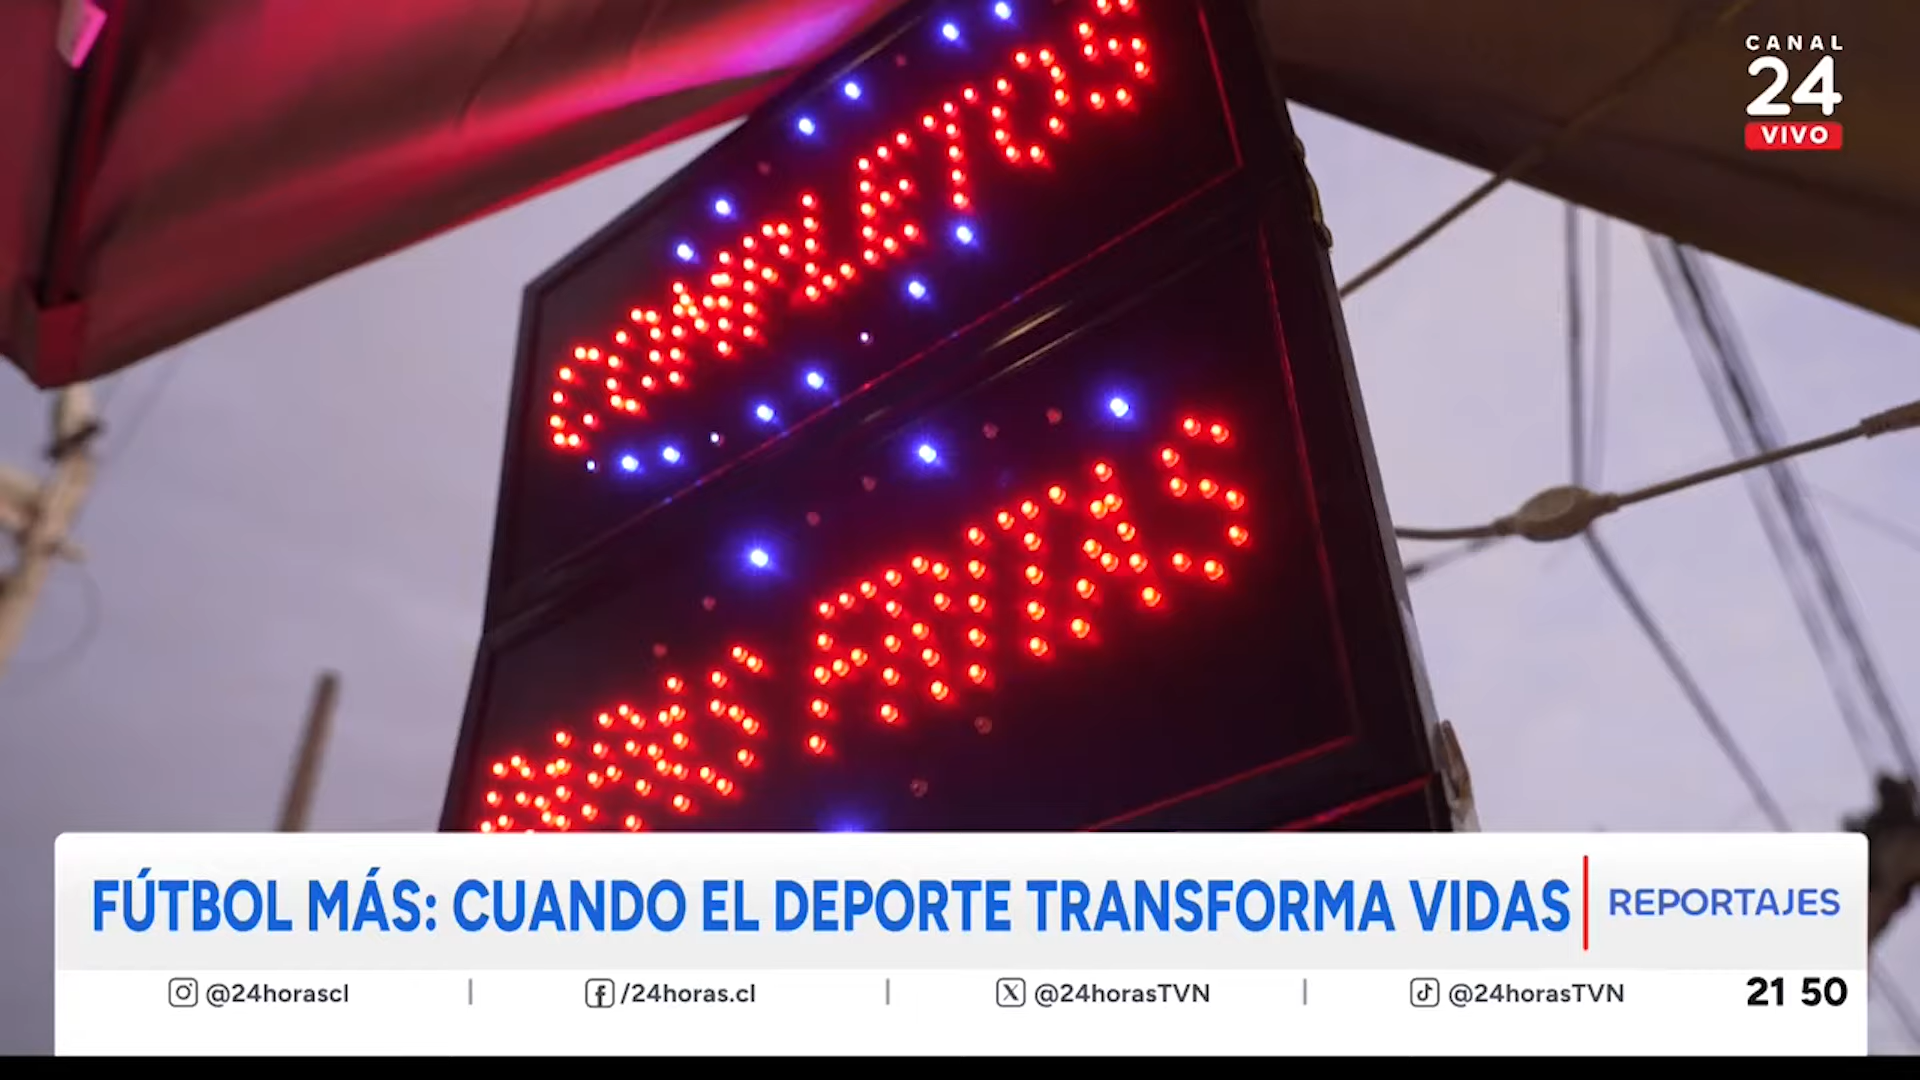 CANAL
24
VIVO
COMPLETOS
PAPAS FRITAS
FÚTBOL MÁS: CUANDO EL DEPORTE TRANSFORMA VIDAS
REPORTAJES
@24horascl
/24horas.cl
@24horasTVN
@24horasTVN
21 50